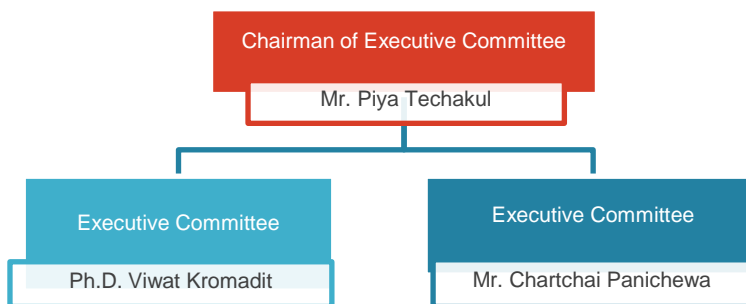 Chairman of Executive Committee
Mr. Piya Techakul
Executive Committee
Ph.D. Viwat Kromadit
Executive Committee
Mr. Chartchai Panichewa